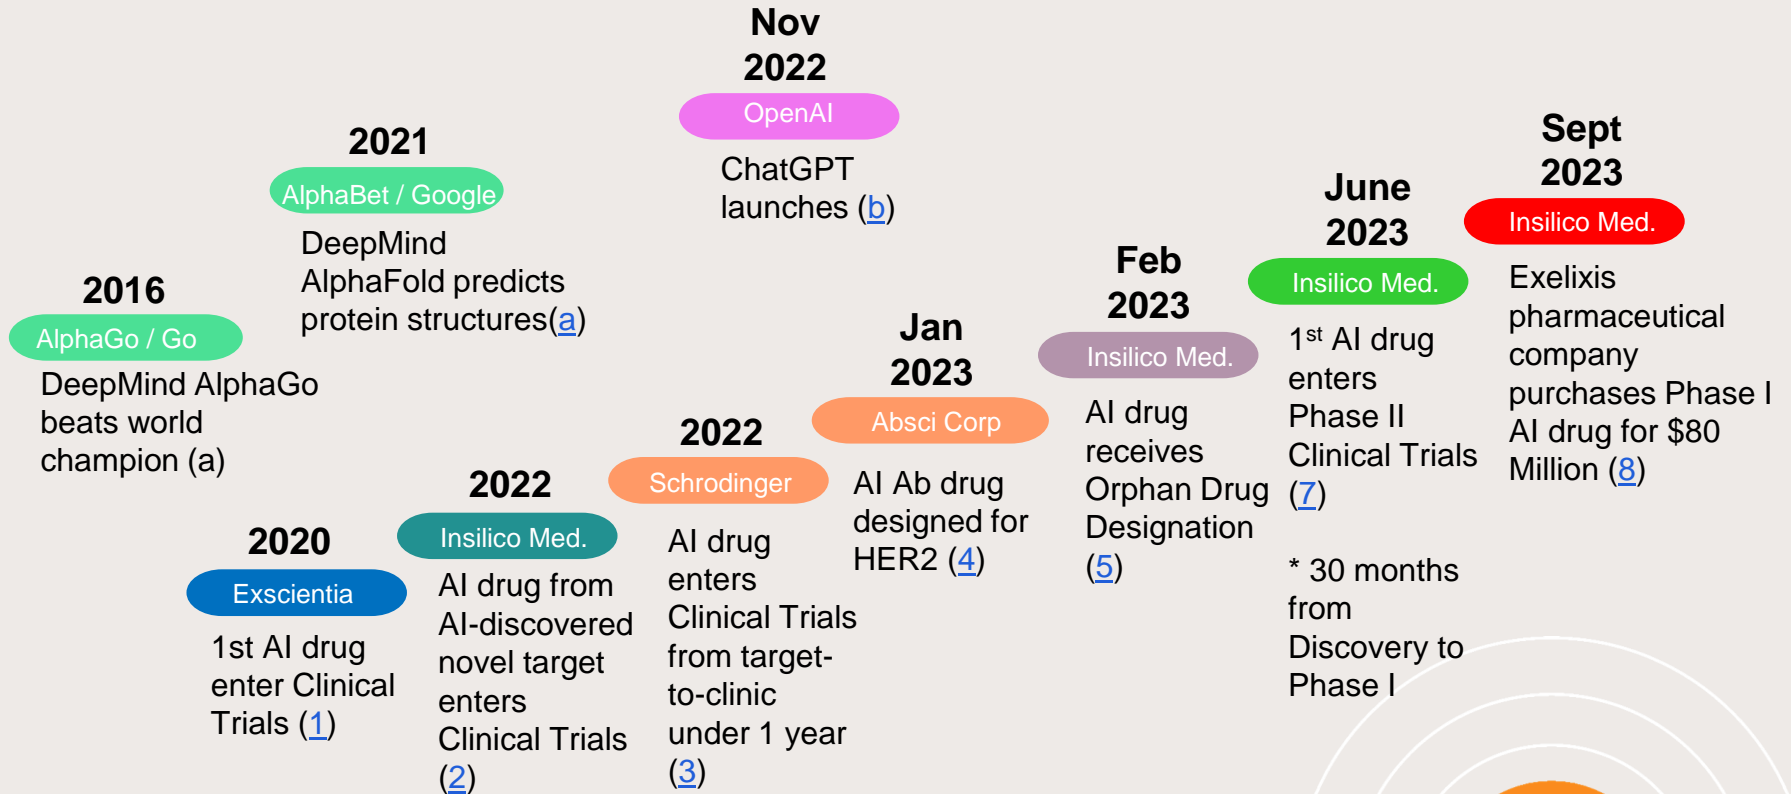 2016
AlphaGo / Go
DeepMind AlphaGo
beats world
champion (a)
2021
AlphaBet / Google
DeepMind
AlphaFold predicts
protein structures(a)
Nov
2022
OpenAI
ChatGPT
launches (b)
2020
Exscientia
1st AI drug
enter Clinical
Trials (1)
2022
Insilico Med.
AI drug from
AI-discovered
novel target
enters
Clinical Trials
(2)
2022
Schrodinger
AI drug
enters
Clinical Trials
from target-
to-clinic
under 1 year
(3)
Jan
2023
Absci Corp
AI Ab drug
designed for
HER2 (4)
Feb
2023
Insilico Med.
AI drug
receives
Orphan Drug
Designation
(5)
June
2023
Insilico Med.
1st AI drug
enters
Phase II
Clinical Trials
(7)
* 30 months
from
Discovery to
Phase I
Sept
2023
Insilico Med.
Exelixis
pharmaceutical
company
purchases Phase I
AI drug for $80
Million (8)